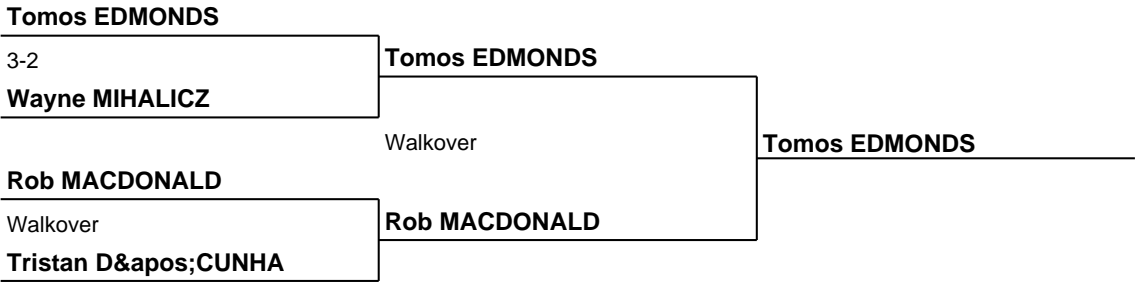 Tomos EDMONDS
3-2
Tomos EDMONDS
Wayne MIHALICZ
Walkover
Tomos EDMONDS
Rob MACDONALD
Walkover
Rob MACDONALD
Tristan D&apos;CUNHA